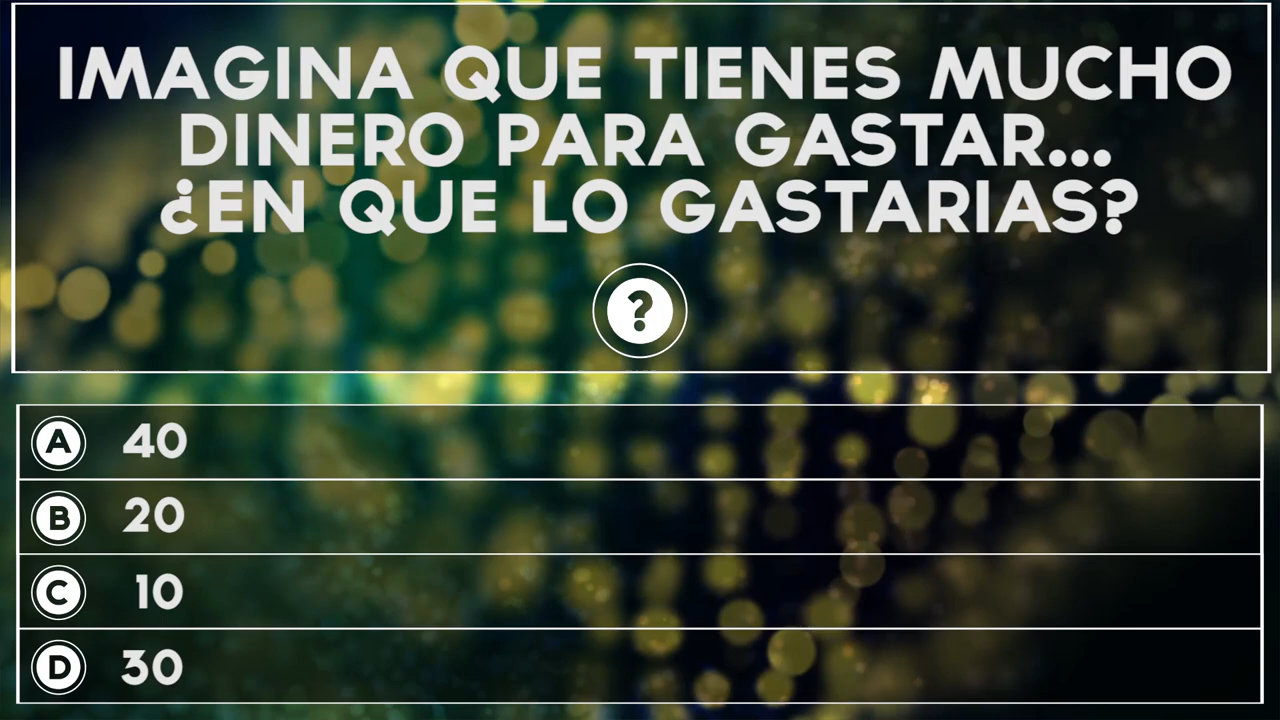 IMAGINA QUE TIENES MUCHO
DINERO PARA GASTAR...
¿EN QUE LO GASTARIAS?
?
A 40
B 20
C 10
D 30